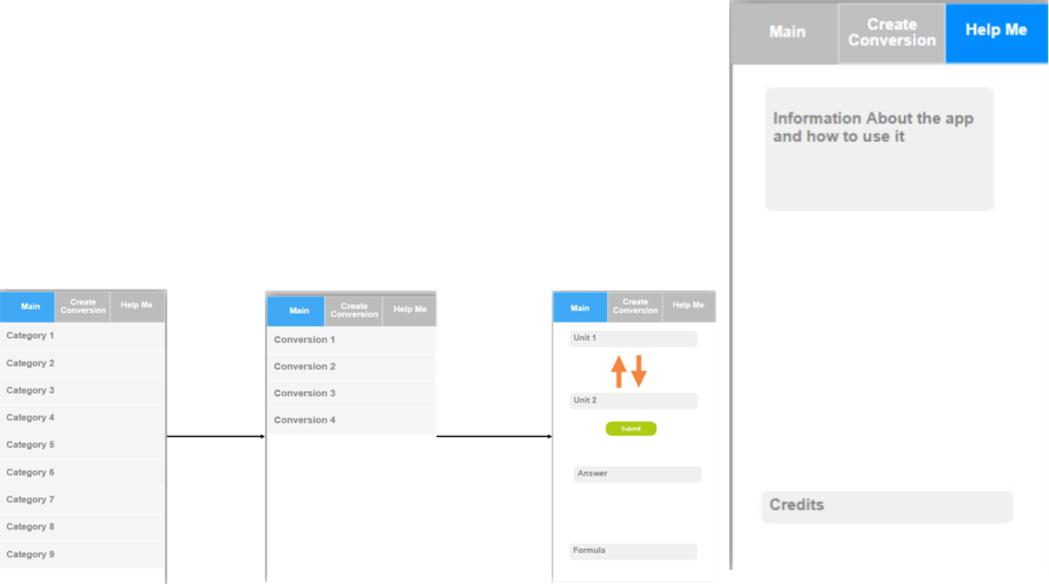 Main
Create
Conversion
Help Me
Category 1
Category 2
Category 3
Category 4
Category 5
Category 6
Category 7
Category 8
Category 9
Main
Create
Conversion
Help Me
Conversion 1
Conversion 2
Conversion 3
Conversion 4
Main
Create
Conversion
Help Me
Unit 1
Unit 2
Submit
Answer
Formula
Main
Create
Conversion
Help Me
Information About the app
and how to use it
Credits